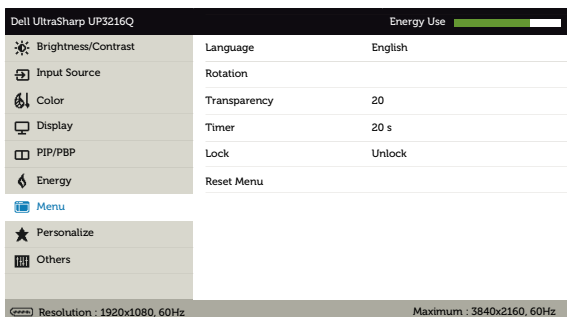 Dell UltraSharp UP3216Q Energy Use
Brightness/Contrast Language English
Input Source Rotation
Color Transparency 20
Display Timer 20 s
PIP/PBP Lock Unlock
Energy Reset Menu
Menu
Personalize
Others
Resolution : 1920x1080, 60Hz Maximum : 3840x2160, 60Hz